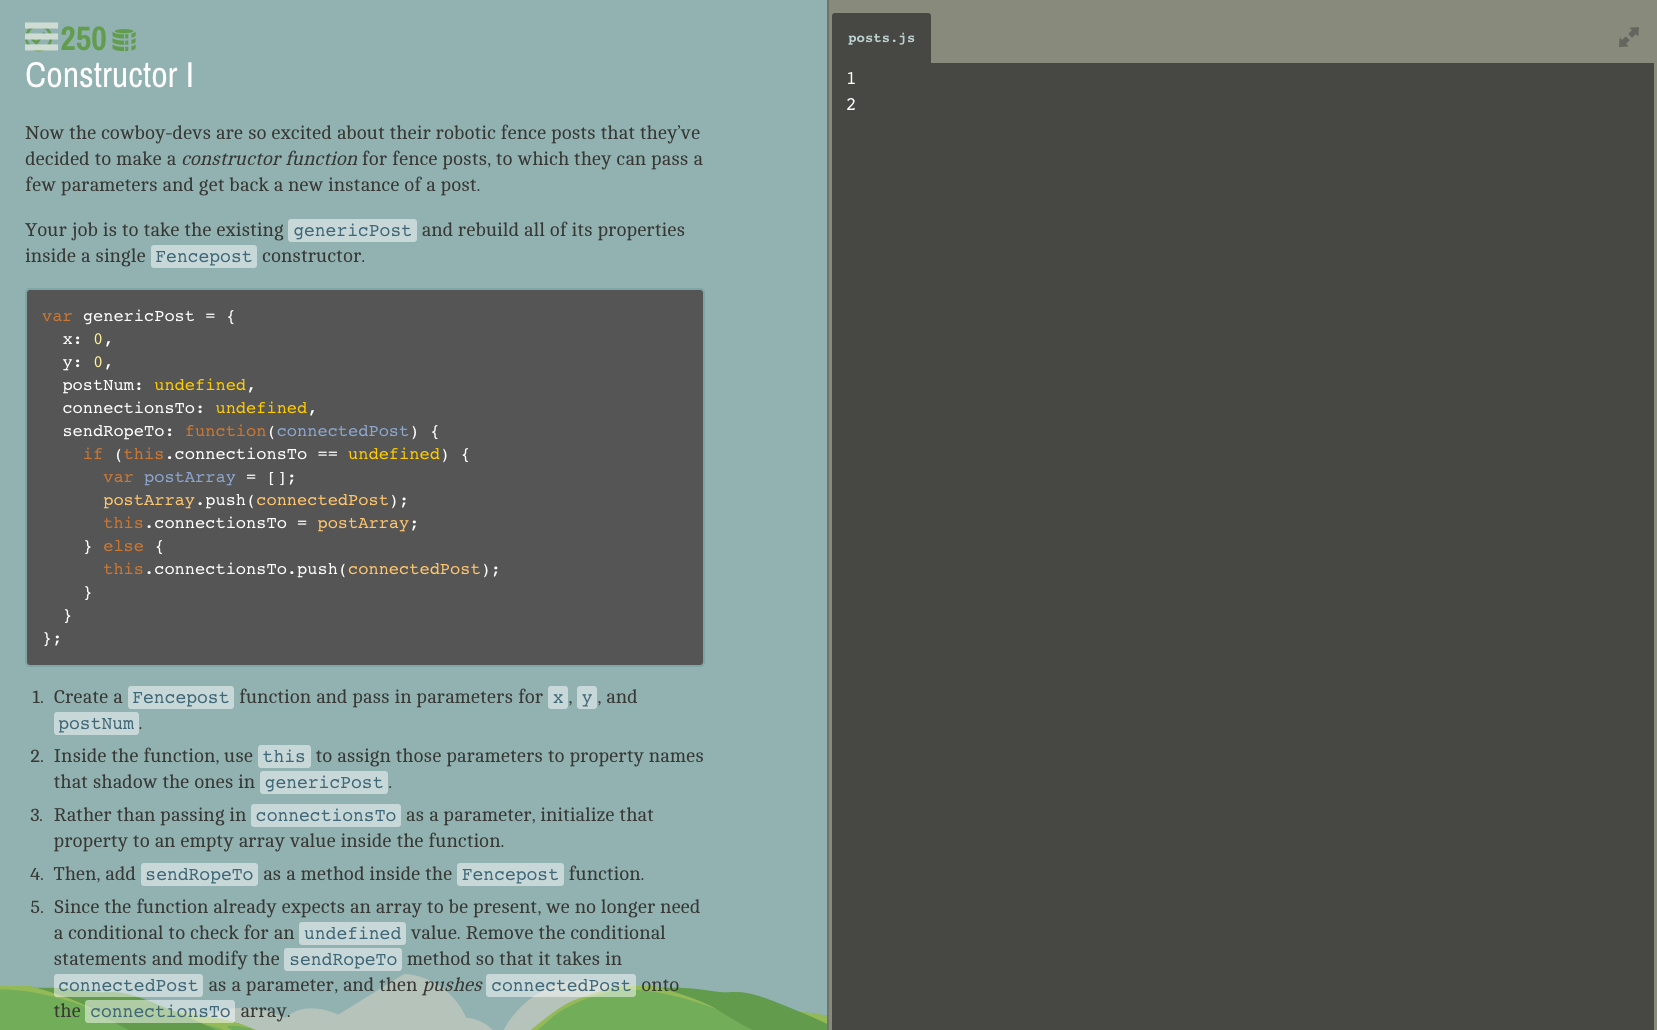 250
Constructor I
Now the cowboy-devs are so excited about their robotic fence posts that they've
decided to make a constructor function for fence posts, to which they can pass a
few parameters and get back a new instance of a post.
Your job is to take the existing genericPost and rebuild all of its properties
inside a single Fencepost constructor.
var genericPost = {
  x: 0,
  y: 0,
  postNum: undefined,
  connectionsTo: undefined,
  sendRopeTo: function(connectedPost) {
    if (this.connectionsTo == undefined) {
      var postArray = [];
      postArray.push(connectedPost);
      this.connectionsTo = postArray;
    } else {
      this.connectionsTo.push(connectedPost);
    }
  }
};
1. Create a Fencepost function and pass in parameters for x, y, and
postNum.
2. Inside the function, use this to assign those parameters to property names
that shadow the ones in genericPost.
3. Rather than passing in connectionsTo as a parameter, initialize that
property to an empty array value inside the function.
4. Then, add sendRopeTo as a method inside the Fencepost function.
5. Since the function already expects an array to be present, we no longer need
a conditional to check for an undefined value. Remove the conditional
statements and modify the sendRopeTo method so that it takes in
connectedPost as a parameter, and then pushes connectedPost onto
the connectionsTo array.
posts.js
1
2